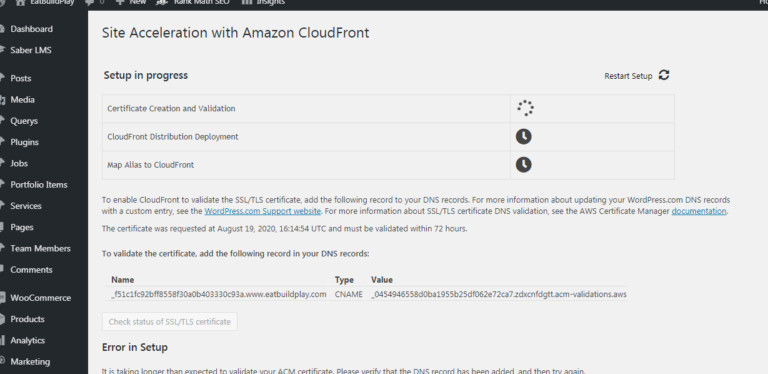 EatBuildPlay 0 + New Rank Math SEO Insights
Dashboard
Saber LMS
Posts
Media
Querys
Plugins
Jobs
Portfolio Items
Services
Pages
Team Members
Comments
WooCommerce
Products
Analytics
Marketing
Site Acceleration with Amazon CloudFront
Setup in progress
Restart Setup
Certificate Creation and Validation
CloudFront Distribution Deployment
Map Alias to CloudFront
To enable CloudFront to validate the SSL/TLS certificate, add the following record to your DNS records. For more information about updating your WordPress.com DNS records
with a custom entry, see the WordPress.com Support website. For more information about SSL/TLS certificate DNS validation, see the AWS Certificate Manager documentation.
The certificate was requested at August 19, 2020, 16:14:54 UTC and must be validated within 72 hours.
To validate the certificate, add the following record in your DNS records:
Name Type Value
_f51c1fc92bff8558f30a0b403330c93a.www.eatbuildplay.com CNAME _0454946558d0ba1955b25df062e72ca7.zdxcnfdgtt.acm-validations.aws
Check status of SSL/TLS certificate
Error in Setup
It is taking longer than expected to validate your ACM certificate. Please verify that the DNS record has been added, and then try again.